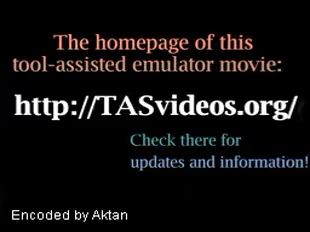 The homepage of this
tool-assisted emulator movie:
http://TASvideos.org/
Check there for
updates and information!
Encoded by Aktan